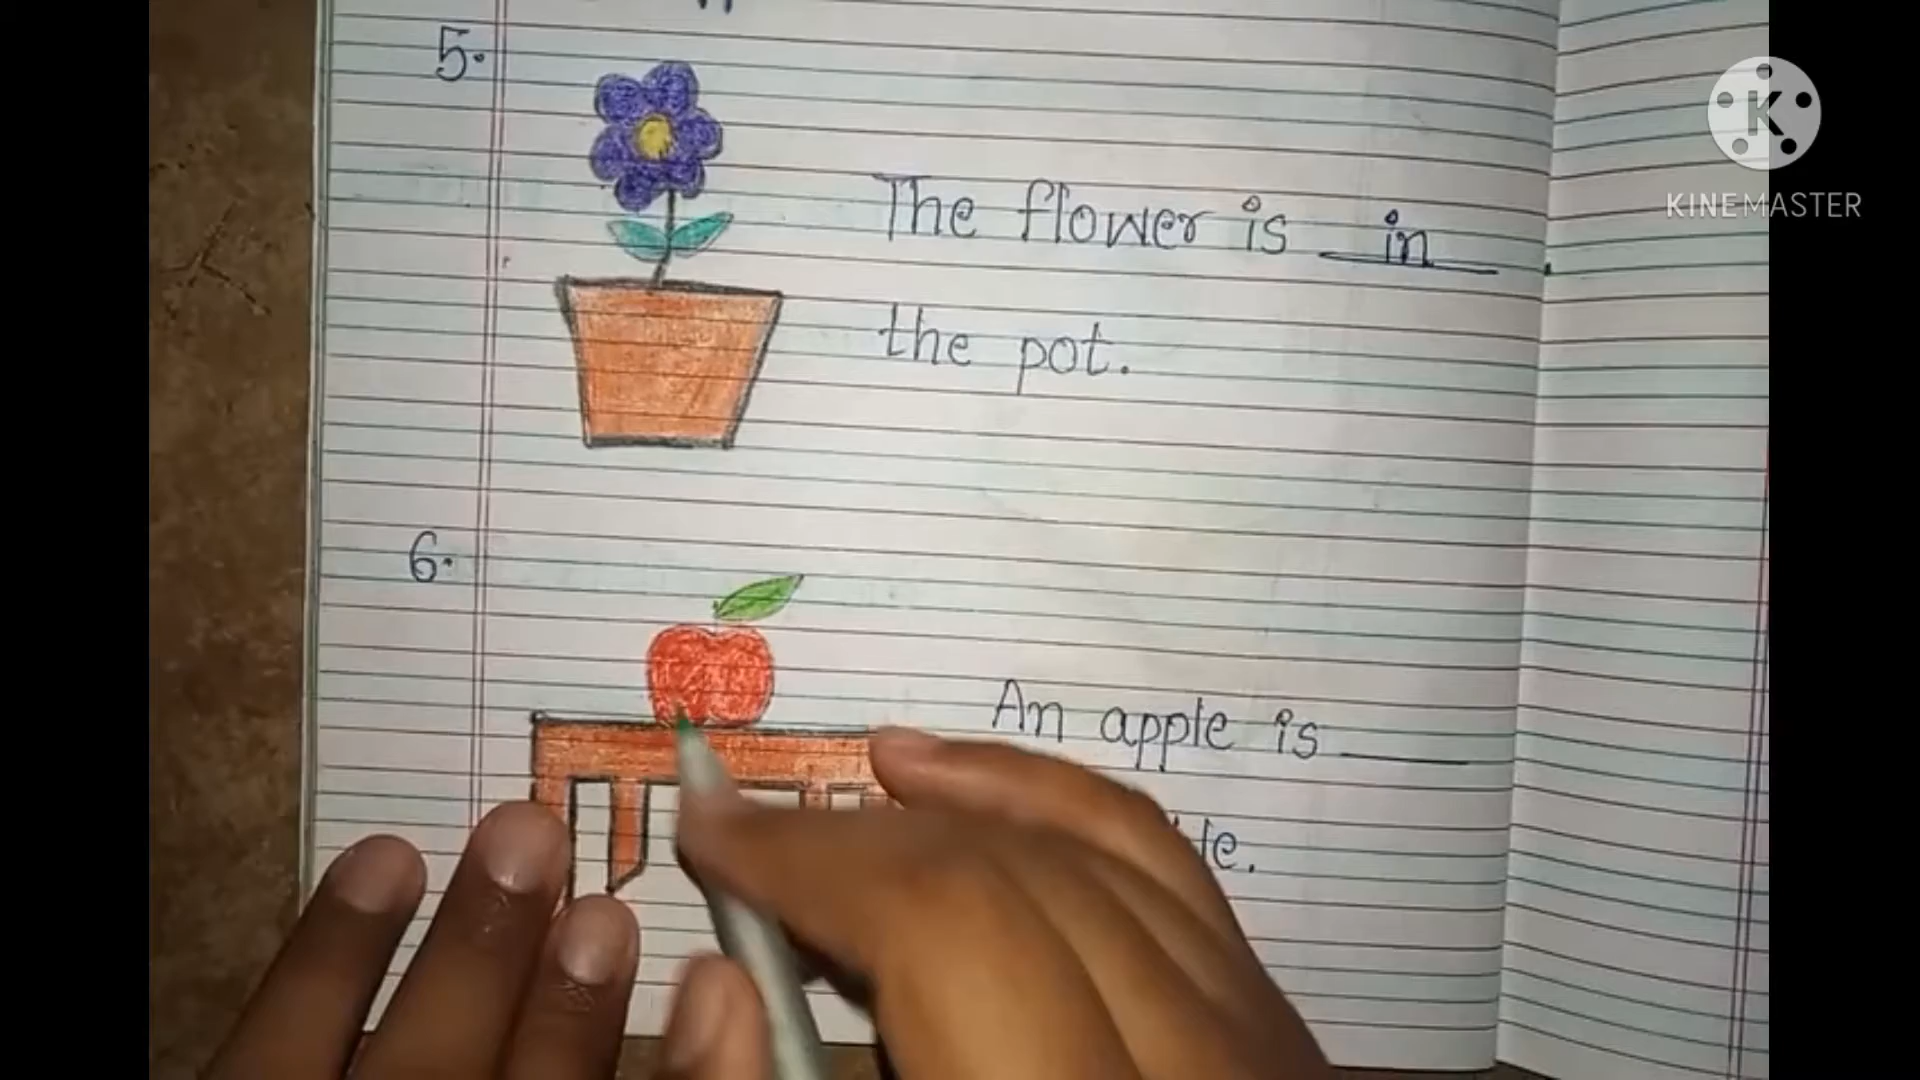 5.
The flower is in
the pot.
6.
An apple is
KINEMASTER